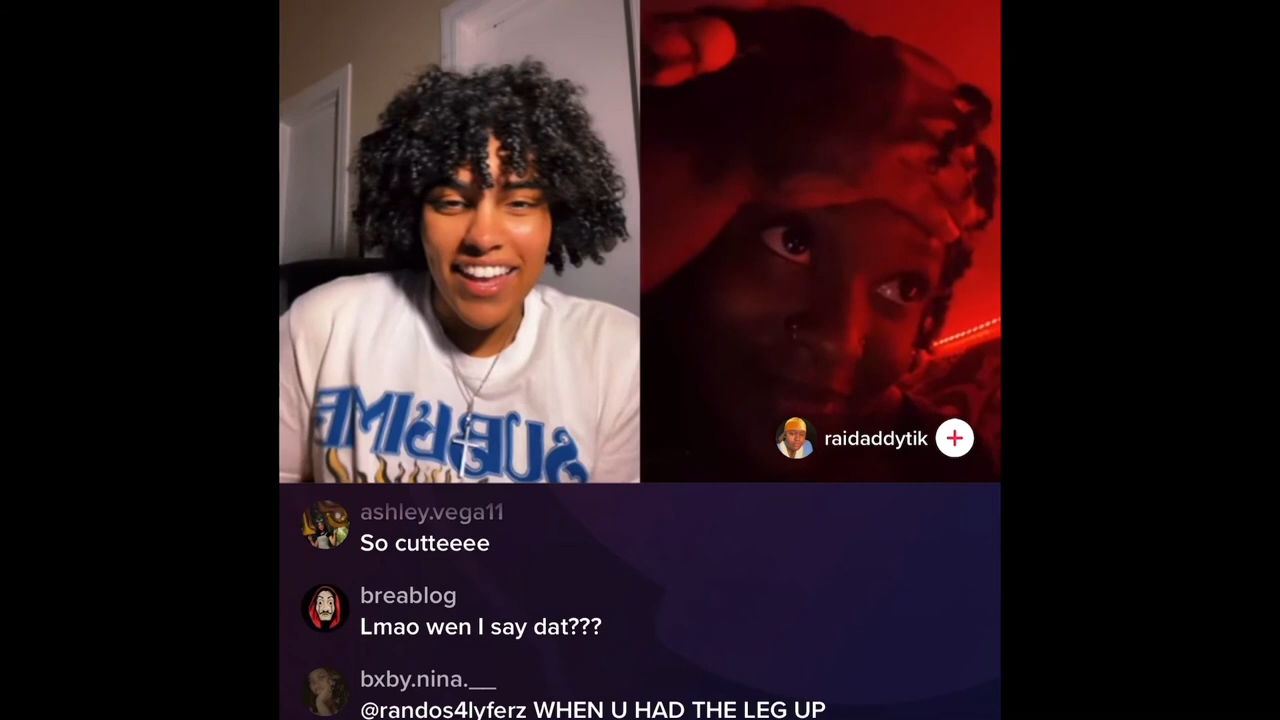 SUBLIME
raidaddytik
ashley.vega11
So cutteeee
breablog
Lmao wen I say dat???
bxby.nina.__
@randos4lyferz WHEN U HAD THE LEG UP